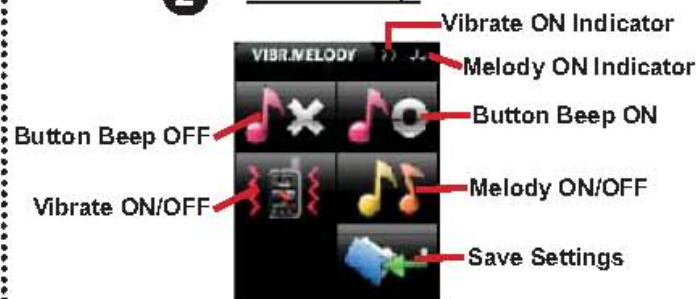 2
Vibrate ON Indicator
VIBR.MELODY
Melody ON Indicator
Button Beep OFF
Button Beep ON
Vibrate ON/OFF
Melody ON/OFF
Save Settings